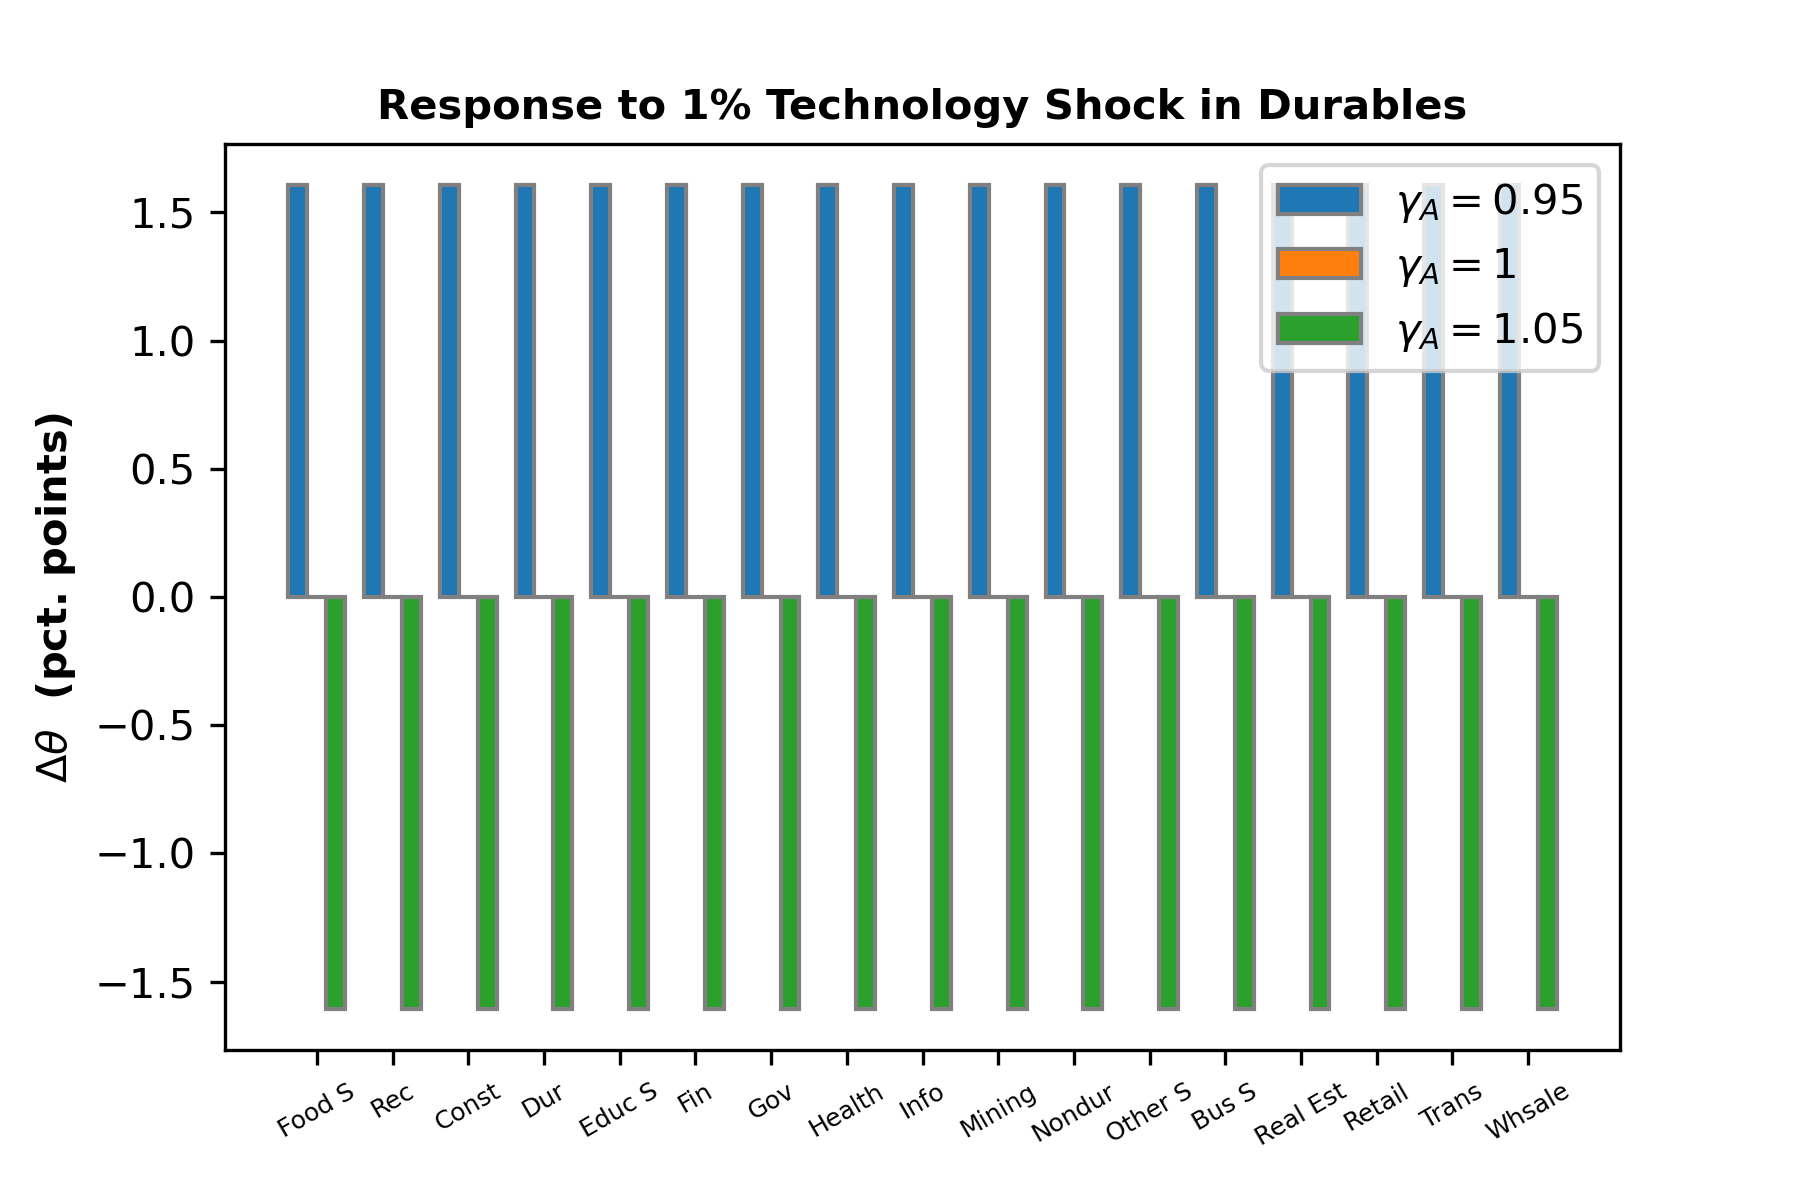 Response to 1% Technology Shock in Durables
Δθ (pct. points)
1.5
1.0
0.5
0.0
−0.5
−1.0
−1.5
γA = 0.95
γA = 1
γA = 1.05
Food S
Rec
Const
Dur
Educ S
Fin
Gov
Health
Info
Mining
Nondur
Other S
Bus S
Real Est
Retail
Trans
Whsale